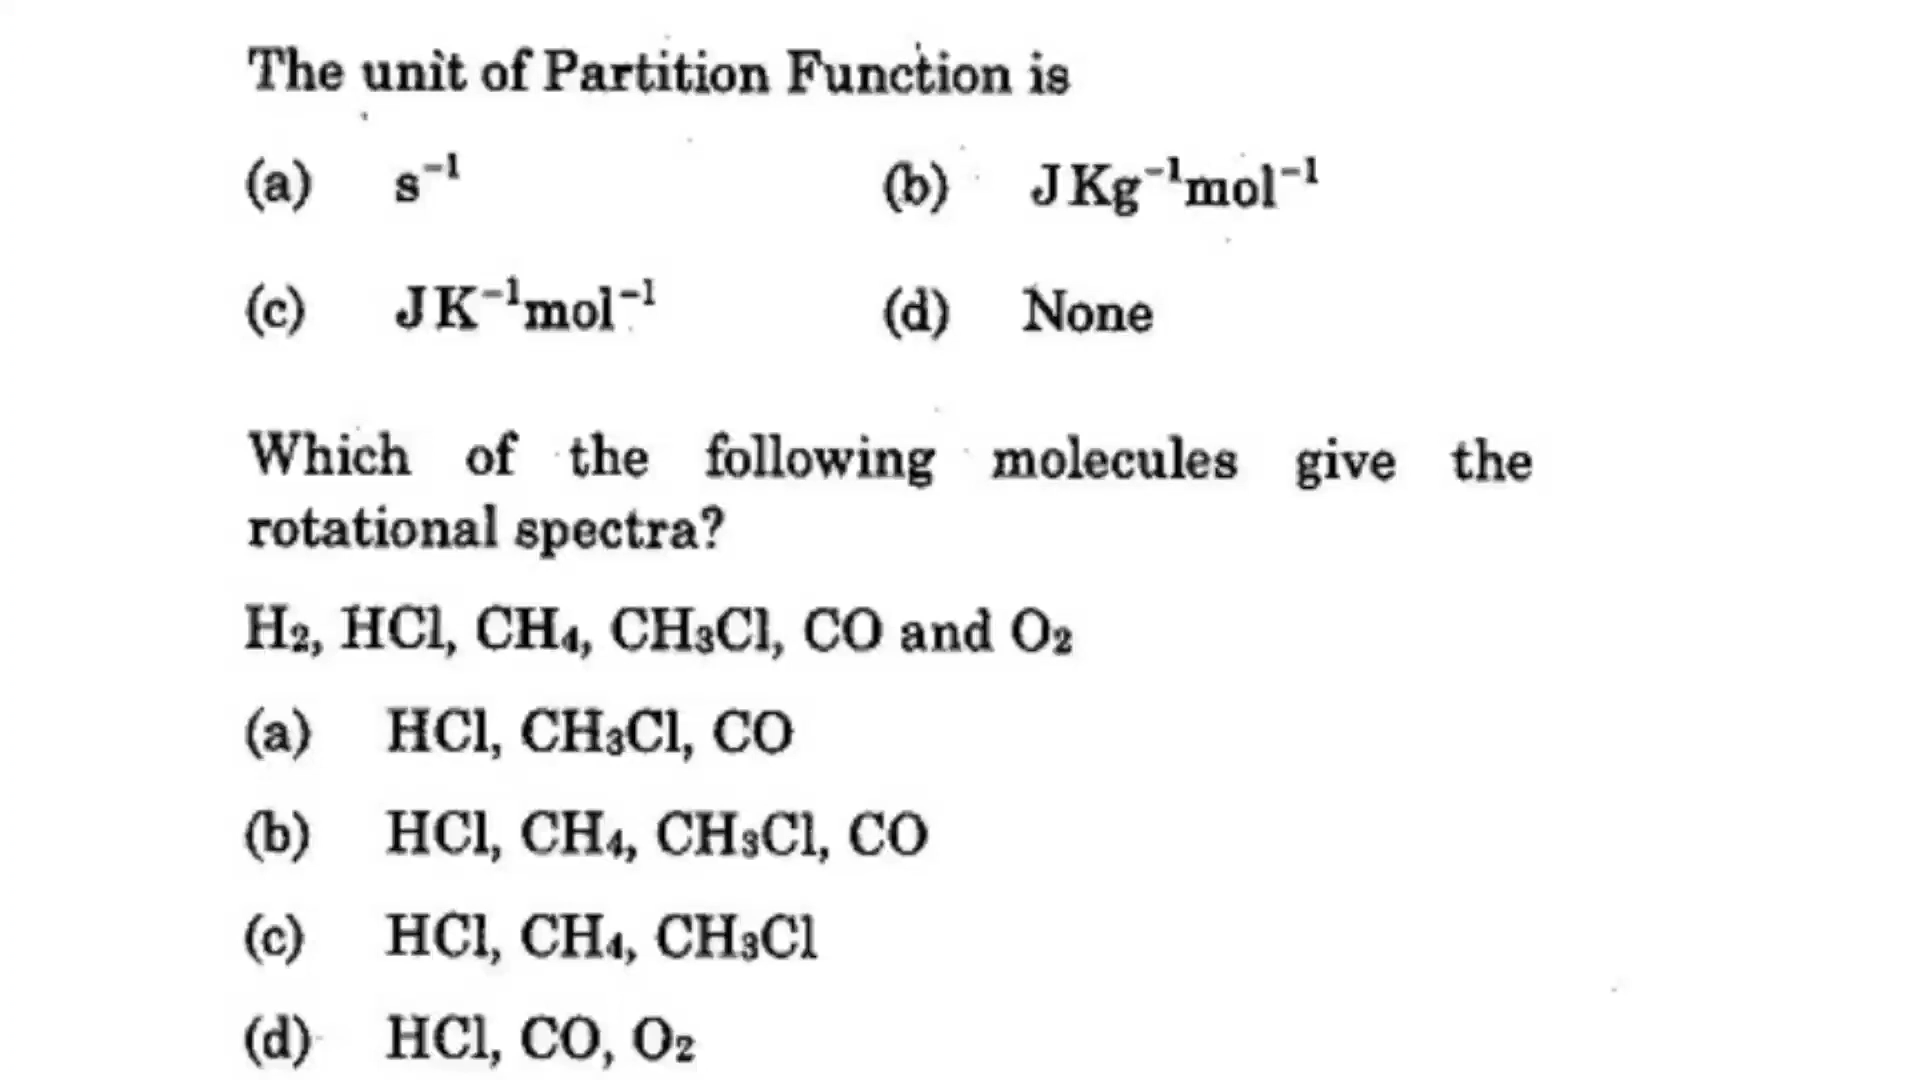 The unit of Partition Function is
(a) s⁻¹ (b) J Kg⁻¹mol⁻¹
(c) J K⁻¹mol⁻¹ (d) None
Which of the following molecules give the
rotational spectra?
H₂, HCl, CH₄, CH₃Cl, CO and O₂
(a) HCl, CH₃Cl, CO
(b) HCl, CH₄, CH₃Cl, CO
(c) HCl, CH₄, CH₃Cl
(d) HCl, CO, O₂